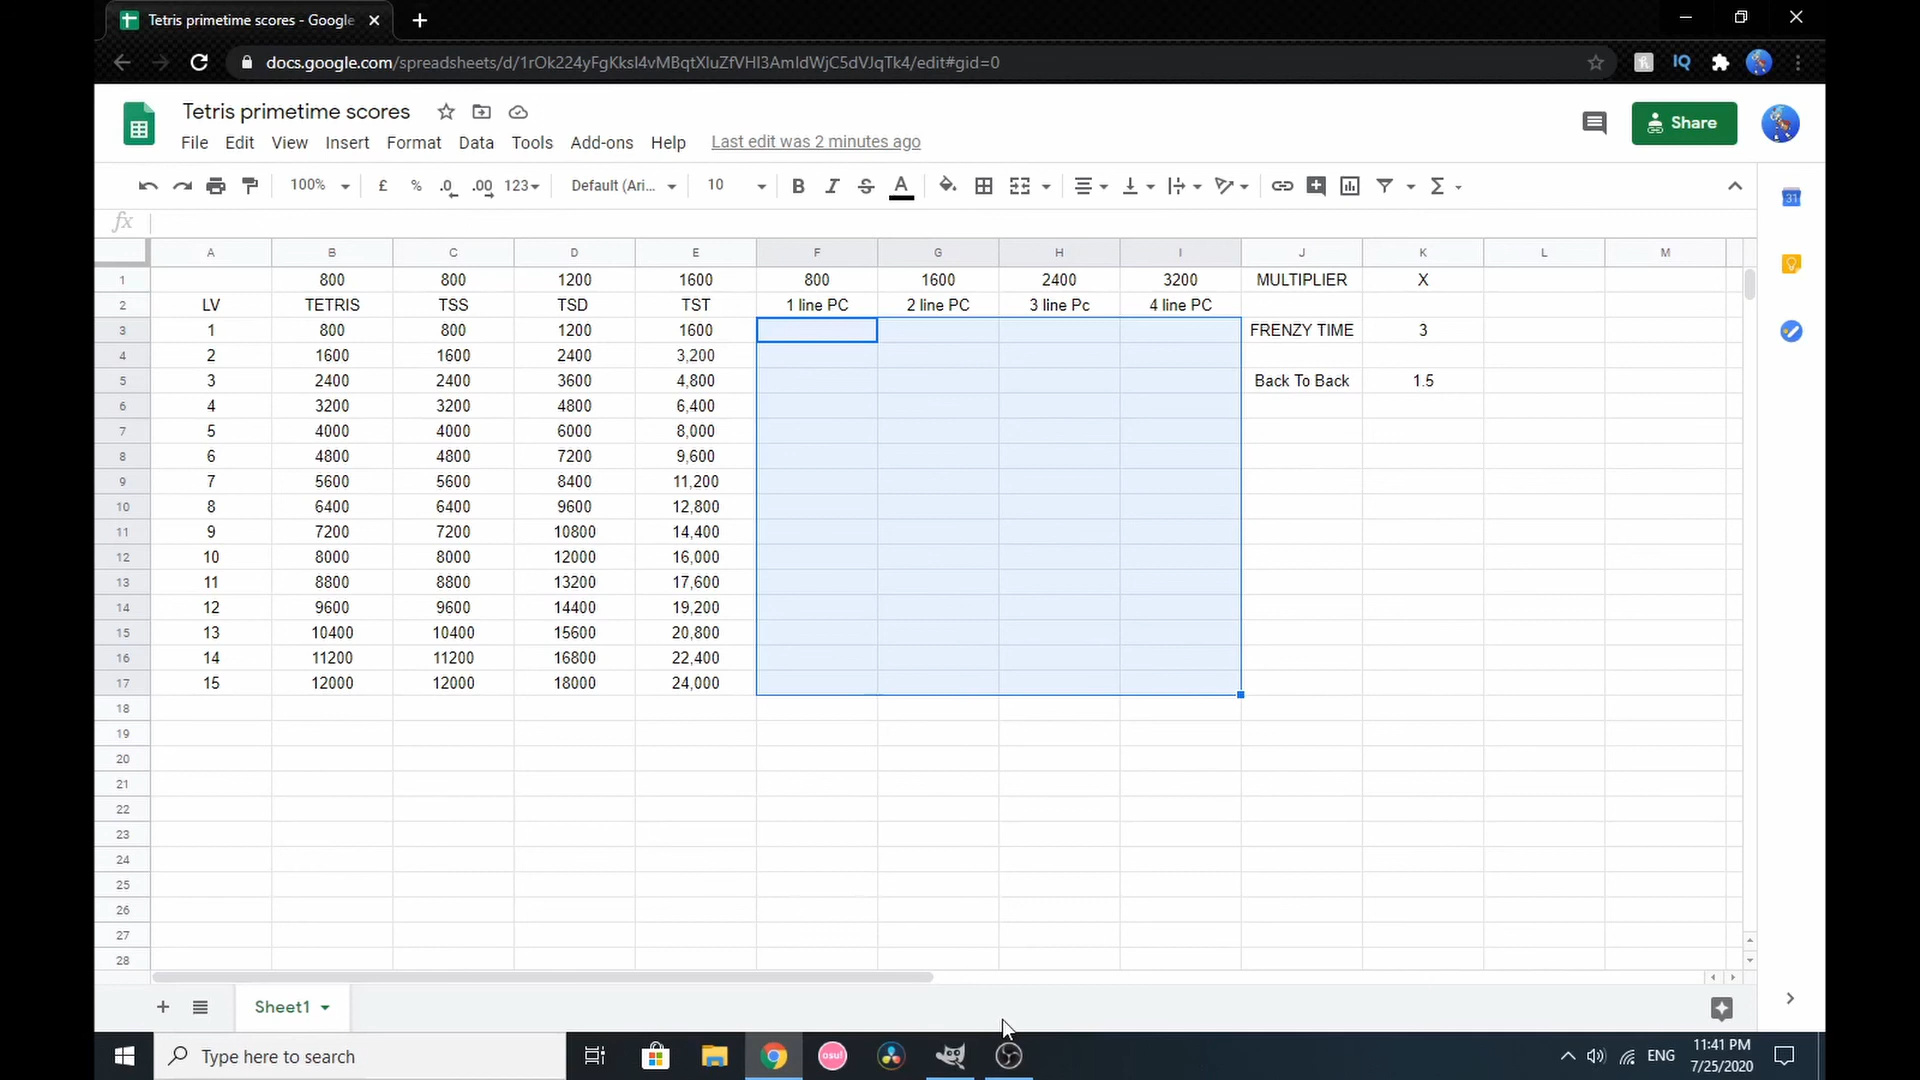 Tetris primetime scores - Google
docs.google.com/spreadsheets/d/1rOk224yFgKksI4vMBqtXluZfVHI3AmIdWjC5dVJqTk4/edit#gid=0
IQ
Tetris primetime scores
File Edit View Insert Format Data Tools Add-ons Help Last edit was 2 minutes ago
Share
100% £ % .0 .00 123 Default (Ari... 10 B I S A Σ
31
fx
A B C D E F G H I J K L M
1 800 800 1200 1600 800 1600 2400 3200 MULTIPLIER X
2 LV TETRIS TSS TSD TST 1 line PC 2 line PC 3 line Pc 4 line PC
3 1 800 800 1200 1600 FRENZY TIME 3
4 2 1600 1600 2400 3,200
5 3 2400 2400 3600 4,800 Back To Back 1.5
6 4 3200 3200 4800 6,400
7 5 4000 4000 6000 8,000
8 6 4800 4800 7200 9,600
9 7 5600 5600 8400 11,200
10 8 6400 6400 9600 12,800
11 9 7200 7200 10800 14,400
12 10 8000 8000 12000 16,000
13 11 8800 8800 13200 17,600
14 12 9600 9600 14400 19,200
15 13 10400 10400 15600 20,800
16 14 11200 11200 16800 22,400
17 15 12000 12000 18000 24,000
18
19
20
21
22
23
24
25
26
27
28
Sheet1
Type here to search
osu!
ENG
11:41 PM
7/25/2020